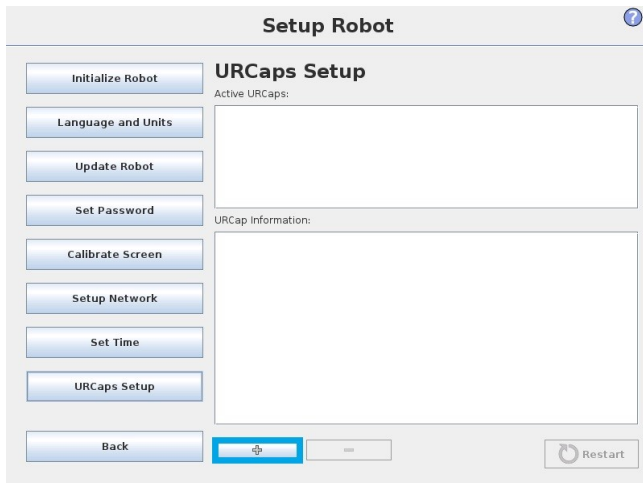 Setup Robot
?
Initialize Robot
Language and Units
Update Robot
Set Password
Calibrate Screen
Setup Network
Set Time
URCaps Setup
Back
URCaps Setup
Active URCaps:
URCap Information:
Restart